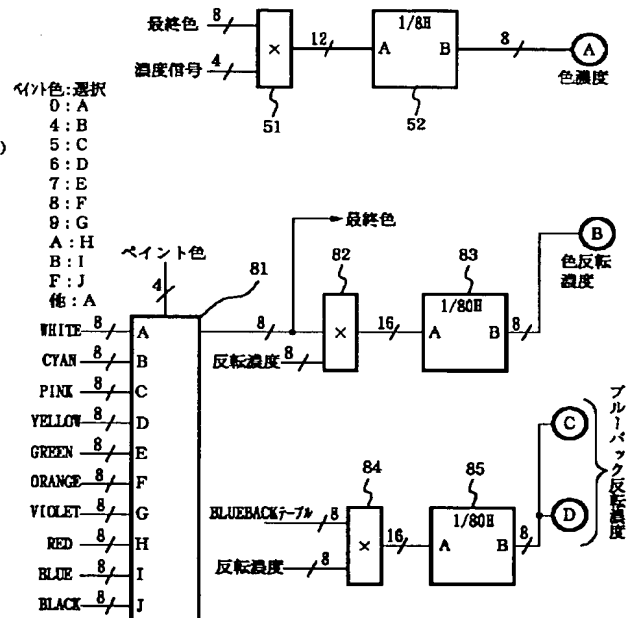 最終色 8
濃度信号 4
×
51
12
1/8H
A B
52
8
A
色濃度
ペイント色:選択
)
0:A
4:B
5:C
6:D
7:E
8:F
9:G
A:H
B:I
F:J
他:A
ペイント色
4
81
WHITE 8 A
CYAN 8 B
PINK 8 C
YELLOW 8 D
GREEN 8 E
ORANGE 8 F
VIOLET 8 G
RED 8 H
BLUE 8 I
BLACK 8 J
8
最終色
反転濃度 8
82
×
16
83
1/80H
A B
8
B
色反転
濃度
BLUEBACKテーブル 8
反転濃度 8
84
×
16
85
1/80H
A B
8
C
D
ブルーバック反転濃度